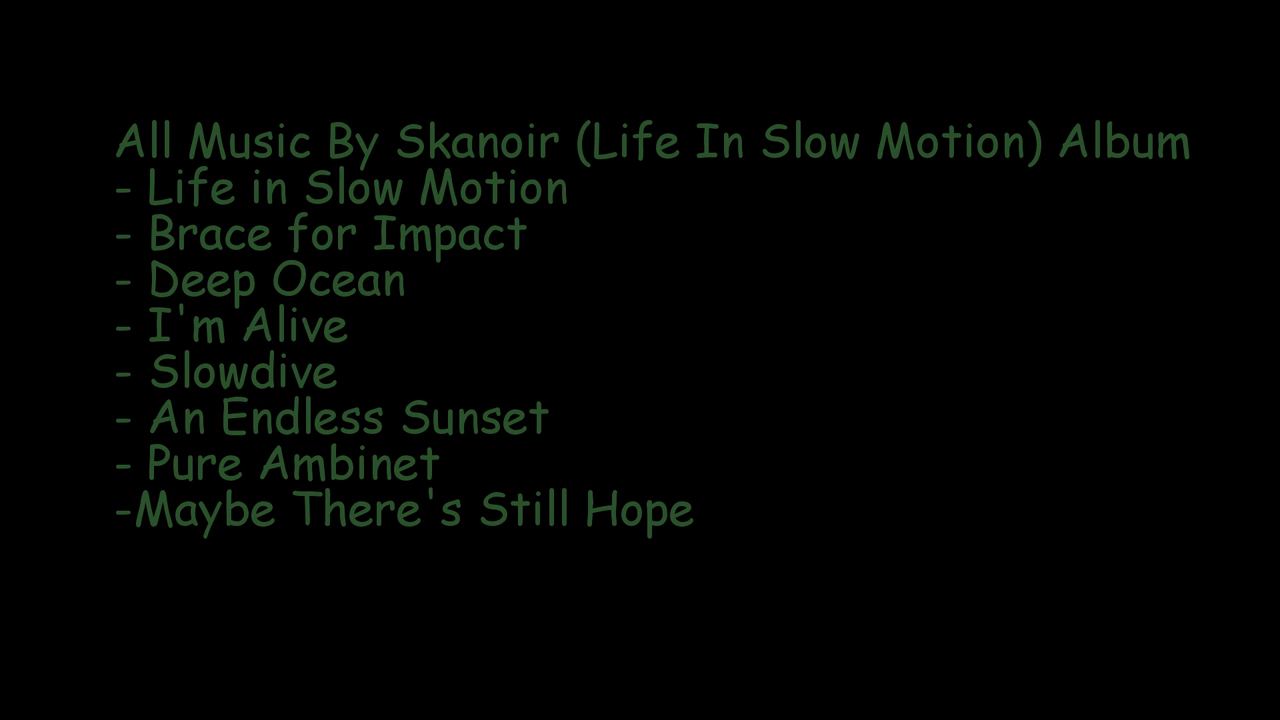 All Music By Skanoir (Life In Slow Motion) Album
- Life in Slow Motion
- Brace for Impact
- Deep Ocean
- I'm Alive
- Slowdive
- An Endless Sunset
- Pure Ambinet
-Maybe There's Still Hope